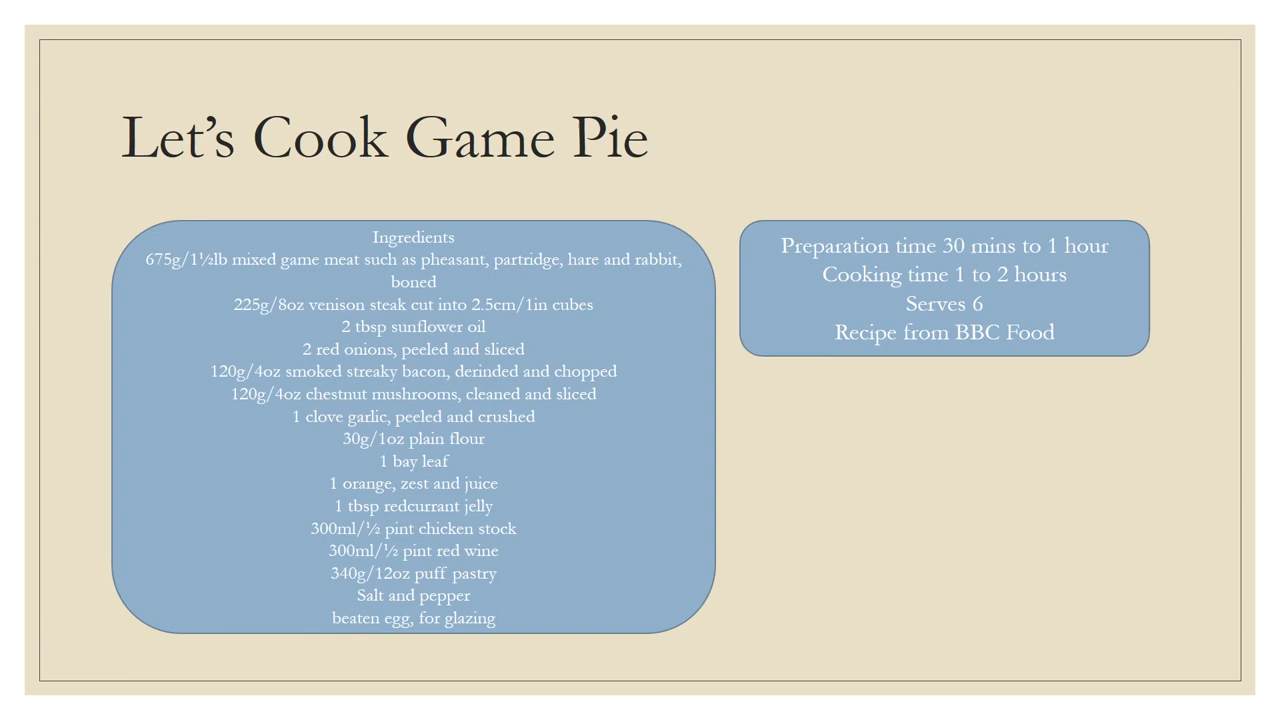 Let’s Cook Game Pie
Ingredients
675g/1½lb mixed game meat such as pheasant, partridge, hare and rabbit,
boned
225g/8oz venison steak cut into 2.5cm/1in cubes
2 tbsp sunflower oil
2 red onions, peeled and sliced
120g/4oz smoked streaky bacon, derinded and chopped
120g/4oz chestnut mushrooms, cleaned and sliced
1 clove garlic, peeled and crushed
30g/1oz plain flour
1 bay leaf
1 orange, zest and juice
1 tbsp redcurrant jelly
300ml/½ pint chicken stock
300ml/½ pint red wine
340g/12oz puff pastry
Salt and pepper
beaten egg, for glazing
Preparation time 30 mins to 1 hour
Cooking time 1 to 2 hours
Serves 6
Recipe from BBC Food